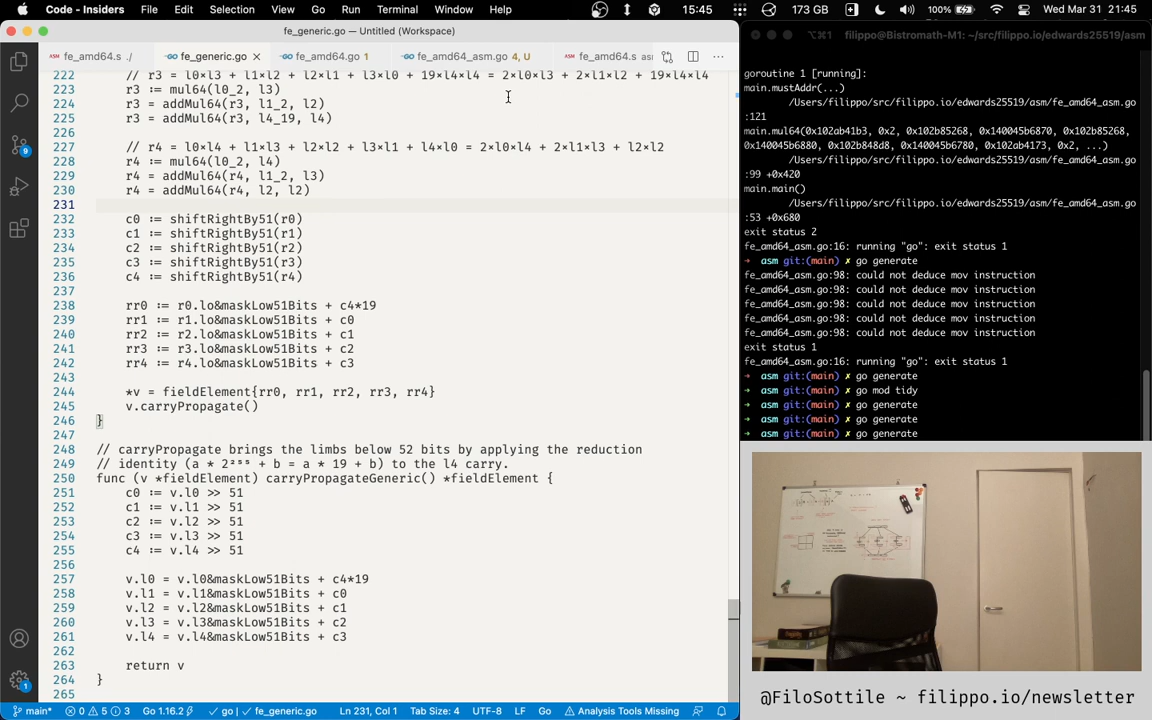 Code - Insiders File Edit Selection View Go Run Terminal Window Help 15:45 173 GB 100% Wed Mar 31 21:45
fe_generic.go — Untitled (Workspace)
fe_amd64.s ./ fe_generic.go fe_amd64.go 1 fe_amd64_asm.go 4, U fe_amd64.s
222 // r3 = l0×l3 + l1×l2 + l2×l1 + l3×l0 + 19×l4×l4 = 2×l0×l3 + 2×l1×l2 + 19×l4×l4
223 r3 := mul64(l0_2, l3)
224 r3 = addMul64(r3, l1_2, l2)
225 r3 = addMul64(r3, l4_19, l4)
226
227 // r4 = l0×l4 + l1×l3 + l2×l2 + l3×l1 + l4×l0 = 2×l0×l4 + 2×l1×l3 + l2×l2
228 r4 := mul64(l0_2, l4)
229 r4 = addMul64(r4, l1_2, l3)
230 r4 = addMul64(r4, l2, l2)
231
232 c0 := shiftRightBy51(r0)
233 c1 := shiftRightBy51(r1)
234 c2 := shiftRightBy51(r2)
235 c3 := shiftRightBy51(r3)
236 c4 := shiftRightBy51(r4)
237
238 rr0 := r0.lo&maskLow51Bits + c4*19
239 rr1 := r1.lo&maskLow51Bits + c0
240 rr2 := r2.lo&maskLow51Bits + c1
241 rr3 := r3.lo&maskLow51Bits + c2
242 rr4 := r4.lo&maskLow51Bits + c3
243
244 *v = fieldElement{rr0, rr1, rr2, rr3, rr4}
245 v.carryPropagate()
246 }
247
248 // carryPropagate brings the limbs below 52 bits by applying the reduction
249 // identity (a * 2²⁵⁵ + b = a * 19 + b) to the l4 carry.
250 func (v *fieldElement) carryPropagateGeneric() *fieldElement {
251 c0 := v.l0 >> 51
252 c1 := v.l1 >> 51
253 c2 := v.l2 >> 51
254 c3 := v.l3 >> 51
255 c4 := v.l4 >> 51
256
257 v.l0 = v.l0&maskLow51Bits + c4*19
258 v.l1 = v.l1&maskLow51Bits + c0
259 v.l2 = v.l2&maskLow51Bits + c1
260 v.l3 = v.l3&maskLow51Bits + c2
261 v.l4 = v.l4&maskLow51Bits + c3
262
263 return v
264 }
265
9
1
main* 0 5 3 Go 1.16.2 go | fe_generic.go Ln 231, Col 1 Tab Size: 4 UTF-8 LF Go Analysis Tools Missing
⌥⌘1 filippo@Bistromath-M1: ~/src/filippo.io/edwards25519/asm
goroutine 1 [running]:
main.mustAddr(...)
/Users/filippo/src/filippo.io/edwards25519/asm/fe_amd64_asm.go
:121
main.mul64(0x102ab41b3, 0x2, 0x102b85268, 0x140045b6870, 0x102b85268,
0x140045b6880, 0x102b848d8, 0x140045b6780, 0x102ab4173, 0x2, ...)
/Users/filippo/src/filippo.io/edwards25519/asm/fe_amd64_asm.go
:99 +0x420
main.main()
/Users/filippo/src/filippo.io/edwards25519/asm/fe_amd64_asm.go
:53 +0x680
exit status 2
fe_amd64_asm.go:16: running "go": exit status 1
➜ asm git:(main) ✗ go generate
fe_amd64_asm.go:98: could not deduce mov instruction
fe_amd64_asm.go:98: could not deduce mov instruction
fe_amd64_asm.go:98: could not deduce mov instruction
fe_amd64_asm.go:98: could not deduce mov instruction
fe_amd64_asm.go:98: could not deduce mov instruction
exit status 1
fe_amd64_asm.go:16: running "go": exit status 1
➜ asm git:(main) ✗ go generate
➜ asm git:(main) ✗ go mod tidy
➜ asm git:(main) ✗ go generate
➜ asm git:(main) ✗ go generate
➜ asm git:(main) ✗ go generate
@FiloSottile ~ filippo.io/newsletter